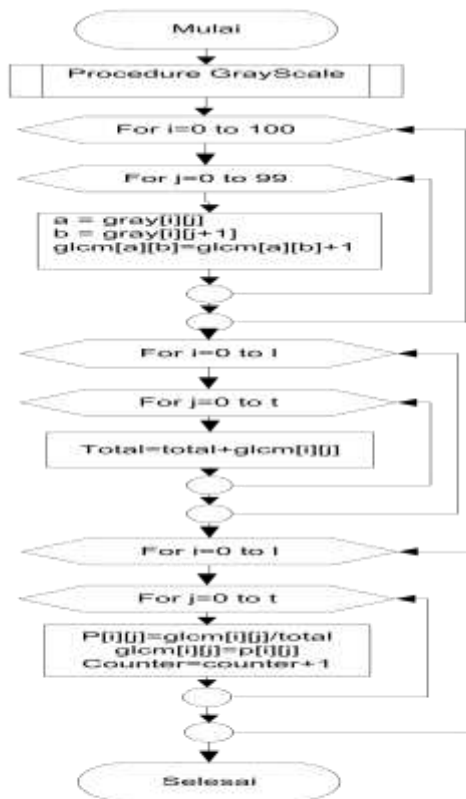 Mulai
Procedure GrayScale
For i=0 to 100
For j=0 to 99
a = gray[i][j]
b = gray[i][j+1]
glcm[a][b]=glcm[a][b]+1
For i=0 to l
For j=0 to t
Total=total+glcm[i][j]
For i=0 to l
For j=0 to t
P[i][j]=glcm[i][j]/total
glcm[i][j]=p[i][j]
Counter=counter+1
Selesai